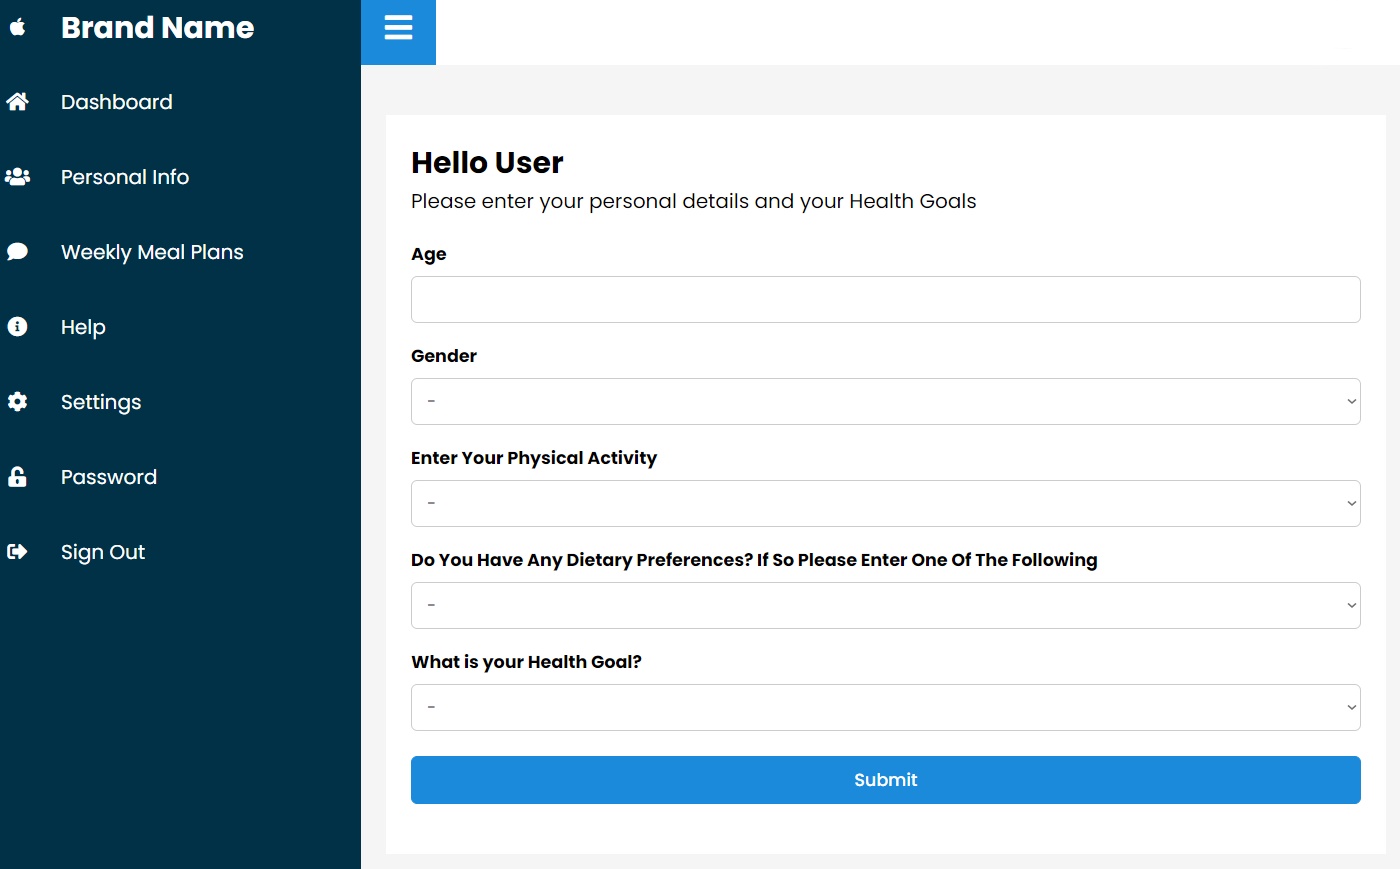 Brand Name
Dashboard
Personal Info
Weekly Meal Plans
Help
Settings
Password
Sign Out
Hello User
Please enter your personal details and your Health Goals
Age
Gender
-
Enter Your Physical Activity
-
Do You Have Any Dietary Preferences? If So Please Enter One Of The Following
-
What is your Health Goal?
-
Submit